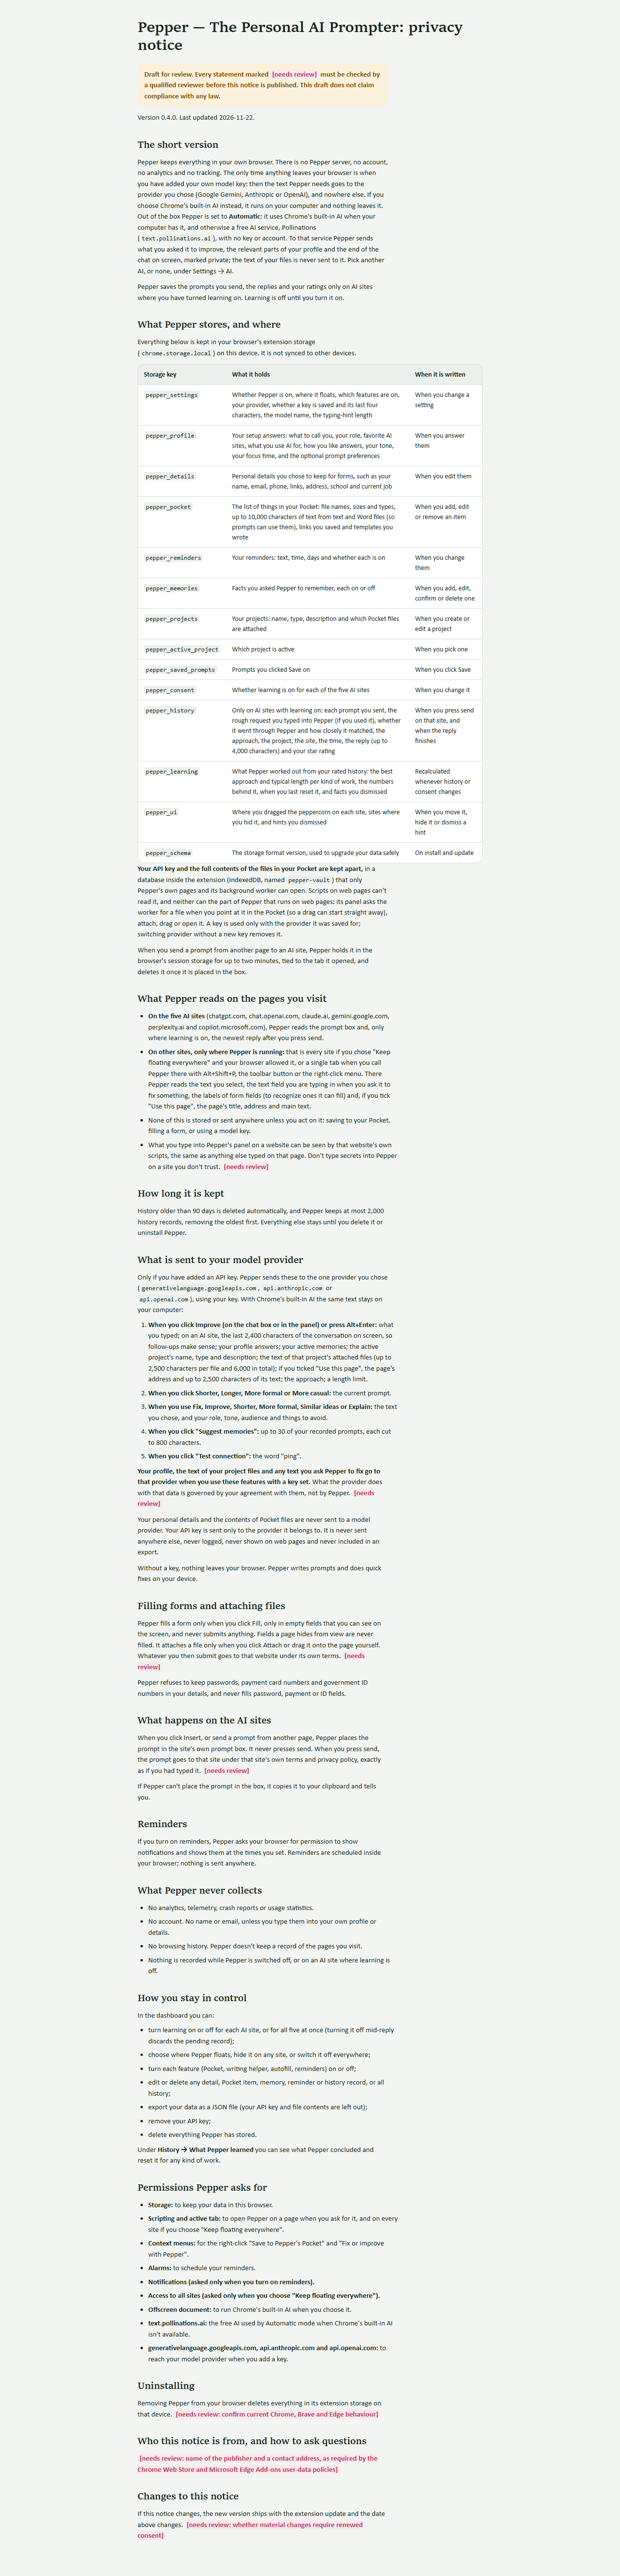 Pepper — The Personal AI Prompter: privacy
notice
Draft for review. Every statement marked [needs review] must be checked by
a qualified reviewer before this notice is published. This draft does not claim
compliance with any law.
Version 0.4.0. Last updated 2026-11-22.
The short version
Pepper keeps everything in your own browser. There is no Pepper server, no account,
no analytics and no tracking. The only time anything leaves your browser is when
you have added your own model key: then the text Pepper needs goes to the
provider you chose (Google Gemini, Anthropic or OpenAI), and nowhere else. If you
choose Chrome's built-in AI instead, it runs on your computer and nothing leaves it.
Out of the box Pepper is set to Automatic: it uses Chrome's built-in AI when your
computer has it, and otherwise a free AI service, Pollinations
( text.pollinations.ai ), with no key or account. To that service Pepper sends
what you asked it to improve, the relevant parts of your profile and the end of the
chat on screen, marked private; the text of your files is never sent to it. Pick another
AI, or none, under Settings → AI.
Pepper saves the prompts you send, the replies and your ratings only on AI sites
where you have turned learning on. Learning is off until you turn it on.
What Pepper stores, and where
Everything below is kept in your browser's extension storage
( chrome.storage.local ) on this device. It is not synced to other devices.
Storage key What it holds When it is written
pepper_settings Whether Pepper is on, where it floats, which features are on, When you change a
your provider, whether a key is saved and its last four setting
characters, the model name, the typing-hint length
pepper_profile Your setup answers: what to call you, your role, favorite AI When you answer
sites, what you use AI for, how you like answers, your tone, them
your focus time, and the optional prompt preferences
pepper_details Personal details you chose to keep for forms, such as your When you edit them
name, email, phone, links, address, school and current job
pepper_pocket The list of things in your Pocket: file names, sizes and types, When you add, edit
up to 10,000 characters of text from text and Word files (so or remove an item
prompts can use them), links you saved and templates you
wrote
pepper_reminders Your reminders: text, time, days and whether each is on When you change
them
pepper_memories Facts you asked Pepper to remember, each on or off When you add, edit,
confirm or delete one
pepper_projects Your projects: name, type, description and which Pocket files When you create or
are attached edit a project
pepper_active_project Which project is active When you pick one
pepper_saved_prompts Prompts you clicked Save on When you click Save
pepper_consent Whether learning is on for each of the five AI sites When you change it
pepper_history Only on AI sites with learning on: each prompt you sent, the When you press send
rough request you typed into Pepper (if you used it), whether on that site, and
it went through Pepper and how closely it matched, the when the reply
approach, the project, the site, the time, the reply (up to finishes
4,000 characters) and your star rating
pepper_learning What Pepper worked out from your rated history: the best Recalculated
approach and typical length per kind of work, the numbers whenever history or
behind it, when you last reset it, and facts you dismissed consent changes
pepper_ui Where you dragged the peppercorn on each site, sites where When you move it,
you hid it, and hints you dismissed hide it or dismiss a
hint
pepper_schema The storage format version, used to upgrade your data safely On install and update
Your API key and the full contents of the files in your Pocket are kept apart, in a
database inside the extension (IndexedDB, named pepper-vault ) that only
Pepper's own pages and its background worker can open. Scripts on web pages can't
read it, and neither can the part of Pepper that runs on web pages: its panel asks the
worker for a file when you point at it in the Pocket (so a drag can start straight away),
attach, drag or open it. A key is used only with the provider it was saved for;
switching provider without a new key removes it.
When you send a prompt from another page to an AI site, Pepper holds it in the
browser's session storage for up to two minutes, tied to the tab it opened, and
deletes it once it is placed in the box.
What Pepper reads on the pages you visit
• On the five AI sites (chatgpt.com, chat.openai.com, claude.ai, gemini.google.com,
perplexity.ai and copilot.microsoft.com), Pepper reads the prompt box and, only
where learning is on, the newest reply after you press send.
• On other sites, only where Pepper is running: that is every site if you chose "Keep
floating everywhere" and your browser allowed it, or a single tab when you call
Pepper there with Alt+Shift+P, the toolbar button or the right-click menu. There
Pepper reads the text you select, the text field you are typing in when you ask it to
fix something, the labels of form fields (to recognize ones it can fill) and, if you tick
"Use this page", the page's title, address and main text.
• None of this is stored or sent anywhere unless you act on it: saving to your Pocket,
filling a form, or using a model key.
• What you type into Pepper's panel on a website can be seen by that website's own
scripts, the same as anything else typed on that page. Don't type secrets into Pepper
on a site you don't trust. [needs review]
How long it is kept
History older than 90 days is deleted automatically, and Pepper keeps at most 2,000
history records, removing the oldest first. Everything else stays until you delete it or
uninstall Pepper.
What is sent to your model provider
Only if you have added an API key. Pepper sends these to the one provider you chose
( generativelanguage.googleapis.com , api.anthropic.com or
api.openai.com ), using your key. With Chrome's built-in AI the same text stays on
your computer:
1. When you click Improve (on the chat box or in the panel) or press Alt+Enter: what
you typed; on an AI site, the last 2,400 characters of the conversation on screen, so
follow-ups make sense; your profile answers; your active memories; the active
project's name, type and description; the text of that project's attached files (up to
2,500 characters per file and 6,000 in total); if you ticked "Use this page", the page's
address and up to 2,500 characters of its text; the approach; a length limit.
2. When you click Shorter, Longer, More formal or More casual: the current prompt.
3. When you use Fix, Improve, Shorter, More formal, Similar ideas or Explain: the text
you chose, and your role, tone, audience and things to avoid.
4. When you click "Suggest memories": up to 30 of your recorded prompts, each cut
to 800 characters.
5. When you click "Test connection": the word "ping".
Your profile, the text of your project files and any text you ask Pepper to fix go to
that provider when you use these features with a key set. What the provider does
with that data is governed by your agreement with them, not by Pepper. [needs
review]
Your personal details and the contents of Pocket files are never sent to a model
provider. Your API key is sent only to the provider it belongs to. It is never sent
anywhere else, never logged, never shown on web pages and never included in an
export.
Without a key, nothing leaves your browser. Pepper writes prompts and does quick
fixes on your device.
Filling forms and attaching files
Pepper fills a form only when you click Fill, only in empty fields that you can see on
the screen, and never submits anything. Fields a page hides from view are never
filled. It attaches a file only when you click Attach or drag it onto the page yourself.
Whatever you then submit goes to that website under its own terms. [needs
review]
Pepper refuses to keep passwords, payment card numbers and government ID
numbers in your details, and never fills password, payment or ID fields.
What happens on the AI sites
When you click Insert, or send a prompt from another page, Pepper places the
prompt in the site's own prompt box. It never presses send. When you press send,
the prompt goes to that site under that site's own terms and privacy policy, exactly
as if you had typed it. [needs review]
If Pepper can't place the prompt in the box, it copies it to your clipboard and tells
you.
Reminders
If you turn on reminders, Pepper asks your browser for permission to show
notifications and shows them at the times you set. Reminders are scheduled inside
your browser; nothing is sent anywhere.
What Pepper never collects
• No analytics, telemetry, crash reports or usage statistics.
• No account. No name or email, unless you type them into your own profile or
details.
• No browsing history. Pepper doesn't keep a record of the pages you visit.
• Nothing is recorded while Pepper is switched off, or on an AI site where learning is
off.
How you stay in control
In the dashboard you can:
• turn learning on or off for each AI site, or for all five at once (turning it off mid-reply
discards the pending record);
• choose where Pepper floats, hide it on any site, or switch it off everywhere;
• turn each feature (Pocket, writing helper, autofill, reminders) on or off;
• edit or delete any detail, Pocket item, memory, reminder or history record, or all
history;
• export your data as a JSON file (your API key and file contents are left out);
• remove your API key;
• delete everything Pepper has stored.
Under History → What Pepper learned you can see what Pepper concluded and
reset it for any kind of work.
Permissions Pepper asks for
• Storage: to keep your data in this browser.
• Scripting and active tab: to open Pepper on a page when you ask for it, and on every
site if you choose "Keep floating everywhere".
• Context menus: for the right-click "Save to Pepper's Pocket" and "Fix or improve
with Pepper".
• Alarms: to schedule your reminders.
• Notifications (asked only when you turn on reminders).
• Access to all sites (asked only when you choose "Keep floating everywhere").
• Offscreen document: to run Chrome's built-in AI when you choose it.
• text.pollinations.ai: the free AI used by Automatic mode when Chrome's built-in AI
isn't available.
• generativelanguage.googleapis.com, api.anthropic.com and api.openai.com: to
reach your model provider when you add a key.
Uninstalling
Removing Pepper from your browser deletes everything in its extension storage on
that device. [needs review: confirm current Chrome, Brave and Edge behaviour]
Who this notice is from, and how to ask questions
[needs review: name of the publisher and a contact address, as required by the
Chrome Web Store and Microsoft Edge Add-ons user-data policies]
Changes to this notice
If this notice changes, the new version ships with the extension update and the date
above changes. [needs review: whether material changes require renewed
consent]